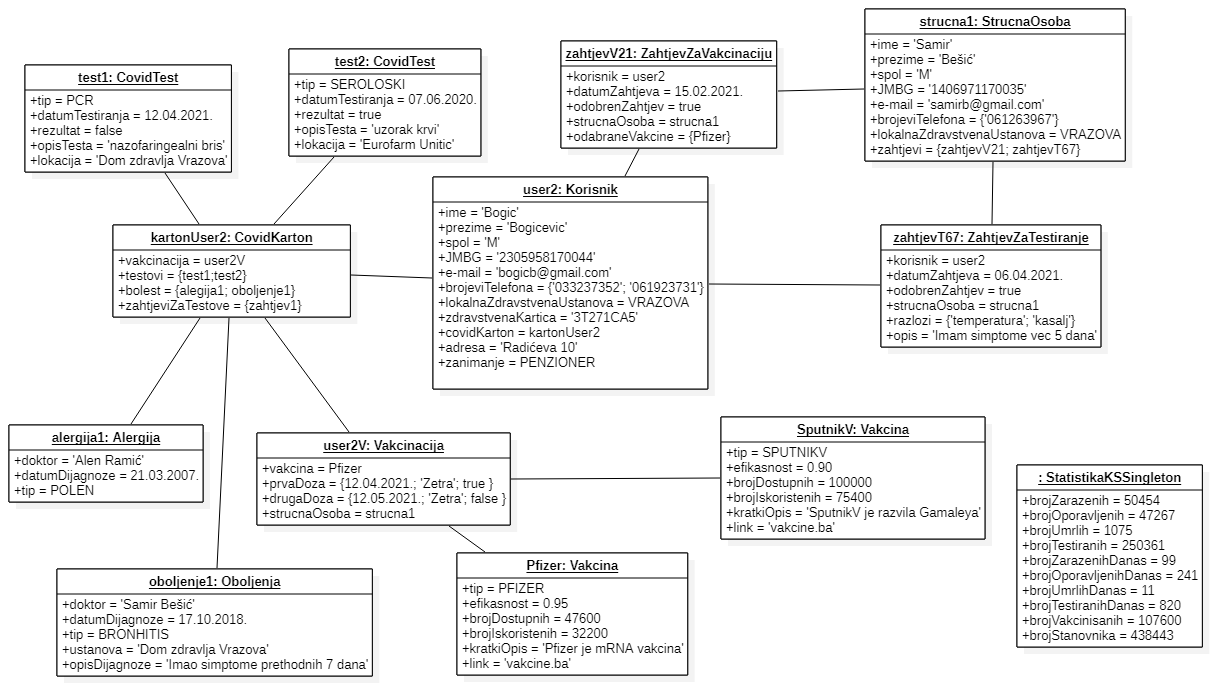 test1: CovidTest
+tip = PCR
+datumTestiranja = 12.04.2021.
+rezultat = false
+opisTesta = 'nazofaringealni bris'
+lokacija = 'Dom zdravlja Vrazova'
test2: CovidTest
+tip = SEROLOSKI
+datumTestiranja = 07.06.2020.
+rezultat = true
+opisTesta = 'uzorak krvi'
+lokacija = 'Eurofarm Unitic'
zahtjevV21: ZahtjevZaVakcinaciju
+korisnik = user2
+datumZahtjeva = 15.02.2021.
+odobrenZahtjev = true
+strucnaOsoba = strucna1
+odabraneVakcine = {Pfizer}
strucna1: StrucnaOsoba
+ime = 'Samir'
+prezime = 'Bešić'
+spol = 'M'
+JMBG = '1406971170035'
+e-mail = 'samirb@gmail.com'
+brojeviTelefona = {'061263967'}
+lokalnaZdravstvenaUstanova = VRAZOVA
+zahtjevi = {zahtjevV21; zahtjevT67}
kartonUser2: CovidKarton
+vakcinacija = user2V
+testovi = {test1;test2}
+bolest = {alegija1; oboljenje1}
+zahtjeviZaTestove = {zahtjev1}
user2: Korisnik
+ime = 'Bogic'
+prezime = 'Bogicevic'
+spol = 'M'
+JMBG = '2305958170044'
+e-mail = 'bogicb@gmail.com'
+brojeviTelefona = {'033237352'; '061923731'}
+lokalnaZdravstvenaUstanova = VRAZOVA
+zdravstvenaKartica = '3T271CA5'
+covidKarton = kartonUser2
+adresa = 'Radićeva 10'
+zanimanje = PENZIONER
zahtjevT67: ZahtjevZaTestiranje
+korisnik = user2
+datumZahtjeva = 06.04.2021.
+odobrenZahtjev = true
+strucnaOsoba = strucna1
+razlozi = {'temperatura'; 'kasalj'}
+opis = 'Imam simptome vec 5 dana'
alergija1: Alergija
+doktor = 'Alen Ramić'
+datumDijagnoze = 21.03.2007.
+tip = POLEN
user2V: Vakcinacija
+vakcina = Pfizer
+prvaDoza = {12.04.2021.; 'Zetra'; true }
+drugaDoza = {12.05.2021.; 'Zetra'; false }
+strucnaOsoba = strucna1
SputnikV: Vakcina
+tip = SPUTNIKV
+efikasnost = 0.90
+brojDostupnih = 100000
+brojIskoristenih = 75400
+kratkiOpis = 'SputnikV je razvila Gamaleya'
+link = 'vakcine.ba'
: StatistikaKSSingleton
+brojZarazenih = 50454
+brojOporavljenih = 47267
+brojUmrlih = 1075
+brojTestiranih = 250361
+brojZarazenihDanas = 99
+brojOporavljenihDanas = 241
+brojUmrlihDanas = 11
+brojTestiranihDanas = 820
+brojVakcinisanih = 107600
+brojStanovnika = 438443
oboljenje1: Oboljenja
+doktor = 'Samir Bešić'
+datumDijagnoze = 17.10.2018.
+tip = BRONHITIS
+ustanova = 'Dom zdravlja Vrazova'
+opisDijagnoze = 'Imao simptome prethodnih 7 dana'
Pfizer: Vakcina
+tip = PFIZER
+efikasnost = 0.95
+brojDostupnih = 47600
+brojIskoristenih = 32200
+kratkiOpis = 'Pfizer je mRNA vakcina'
+link = 'vakcine.ba'